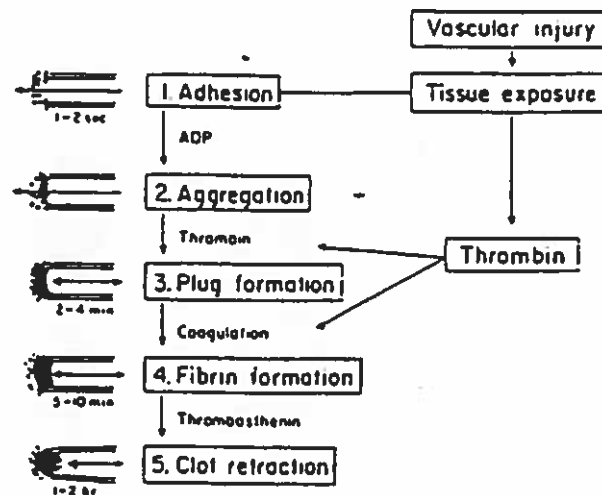 Vascular injury
1. Adhesion
Tissue exposure
1-2 sec
ADP
2. Aggregation
Thrombin
Thrombin
3. Plug formation
2-4 min
Coagulation
4. Fibrin formation
5-10 min
Thrombasthenin
5. Clot retraction
1-2 hr